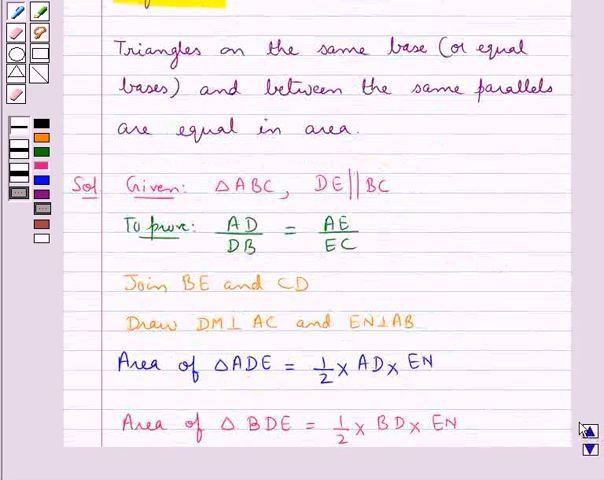 Triangles on the same base (or equal
bases) and between the same parallels
are equal in area.
Sol Given: △ABC, DE||BC
To prove: AD/DB = AE/EC
Join BE and CD
Draw DM⊥AC and EN⊥AB
Area of △ADE = 1/2 × AD × EN
Area of △BDE = 1/2 × BD × EN